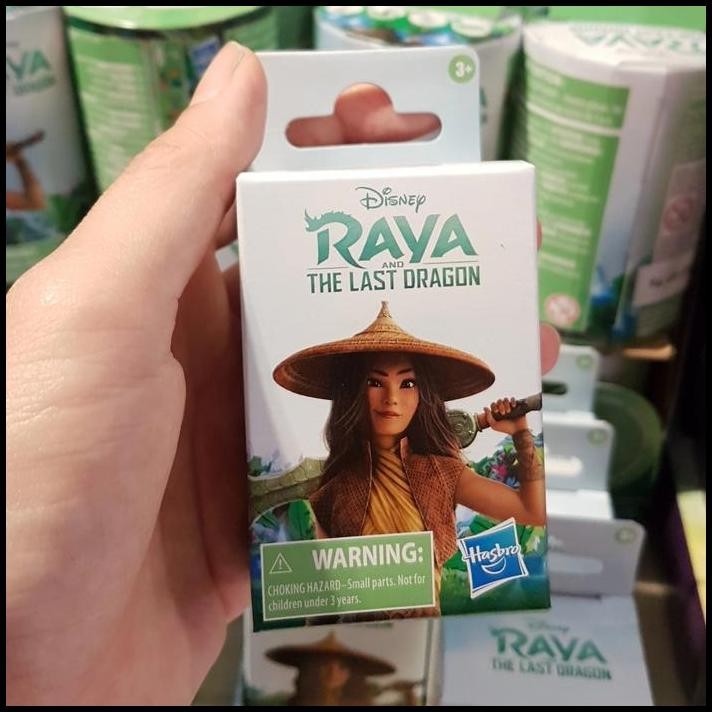 3+
DISNEY
RAYA
AND
THE LAST DRAGON
WARNING:
CHOKING HAZARD–Small parts. Not for
children under 3 years.
Hasbro
Disney
RAYA
THE LAST DRAGON